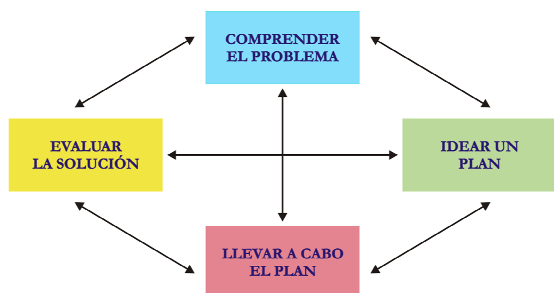 COMPRENDER
EL PROBLEMA
EVALUAR
LA SOLUCIÓN
IDEAR UN
PLAN
LLEVAR A CABO
EL PLAN